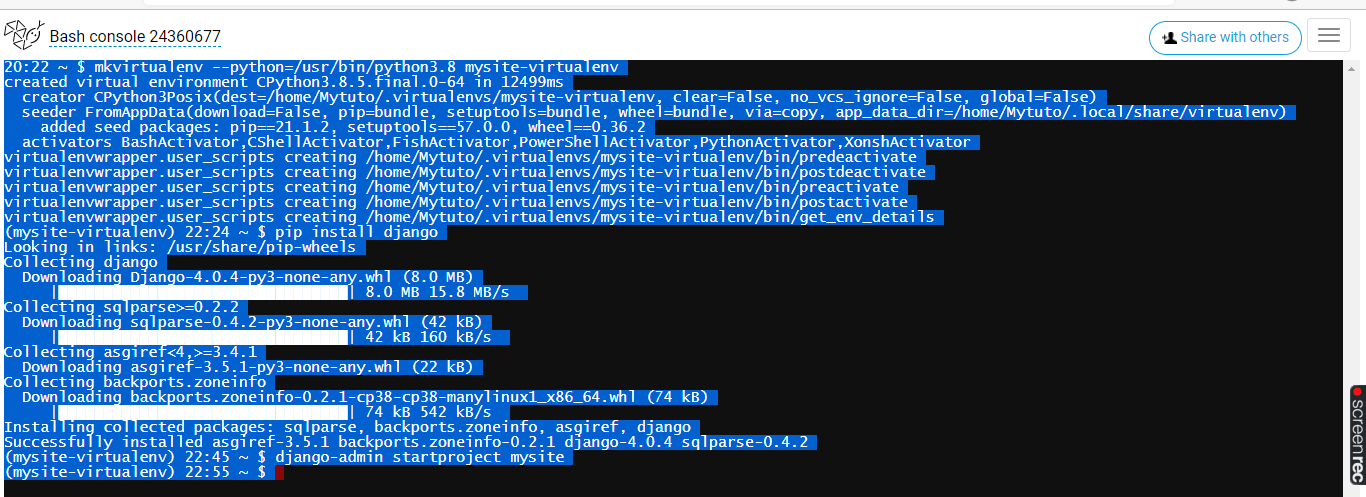 Bash console 24360677
Share with others
20:22 ~ $ mkvirtualenv --python=/usr/bin/python3.8 mysite-virtualenv
created virtual environment CPython3.8.5.final.0-64 in 12499ms
creator CPython3Posix(dest=/home/Mytuto/.virtualenvs/mysite-virtualenv, clear=False, no_vcs_ignore=False, global=False)
seeder FromAppData(download=False, pip=bundle, setuptools=bundle, wheel=bundle, via=copy, app_data_dir=/home/Mytuto/.local/share/virtualenv)
added seed packages: pip==21.1.2, setuptools==57.0.0, wheel==0.36.2
activators BashActivator,CShellActivator,FishActivator,PowerShellActivator,PythonActivator,XonshActivator
virtualenvwrapper.user_scripts creating /home/Mytuto/.virtualenvs/mysite-virtualenv/bin/predeactivate
virtualenvwrapper.user_scripts creating /home/Mytuto/.virtualenvs/mysite-virtualenv/bin/postdeactivate
virtualenvwrapper.user_scripts creating /home/Mytuto/.virtualenvs/mysite-virtualenv/bin/preactivate
virtualenvwrapper.user_scripts creating /home/Mytuto/.virtualenvs/mysite-virtualenv/bin/postactivate
virtualenvwrapper.user_scripts creating /home/Mytuto/.virtualenvs/mysite-virtualenv/bin/get_env_details
(mysite-virtualenv) 22:24 ~ $ pip install django
Looking in links: /usr/share/pip-wheels
Collecting django
Downloading Django-4.0.4-py3-none-any.whl (8.0 MB)
|████████████████████████████████| 8.0 MB 15.8 MB/s
Collecting sqlparse>=0.2.2
Downloading sqlparse-0.4.2-py3-none-any.whl (42 kB)
|████████████████████████████████| 42 kB 160 kB/s
Collecting asgiref<4,>=3.4.1
Downloading asgiref-3.5.1-py3-none-any.whl (22 kB)
Collecting backports.zoneinfo
Downloading backports.zoneinfo-0.2.1-cp38-cp38-manylinux1_x86_64.whl (74 kB)
|████████████████████████████████| 74 kB 542 kB/s
Installing collected packages: sqlparse, backports.zoneinfo, asgiref, django
Successfully installed asgiref-3.5.1 backports.zoneinfo-0.2.1 django-4.0.4 sqlparse-0.4.2
(mysite-virtualenv) 22:45 ~ $ django-admin startproject mysite
(mysite-virtualenv) 22:55 ~ $
screenrec